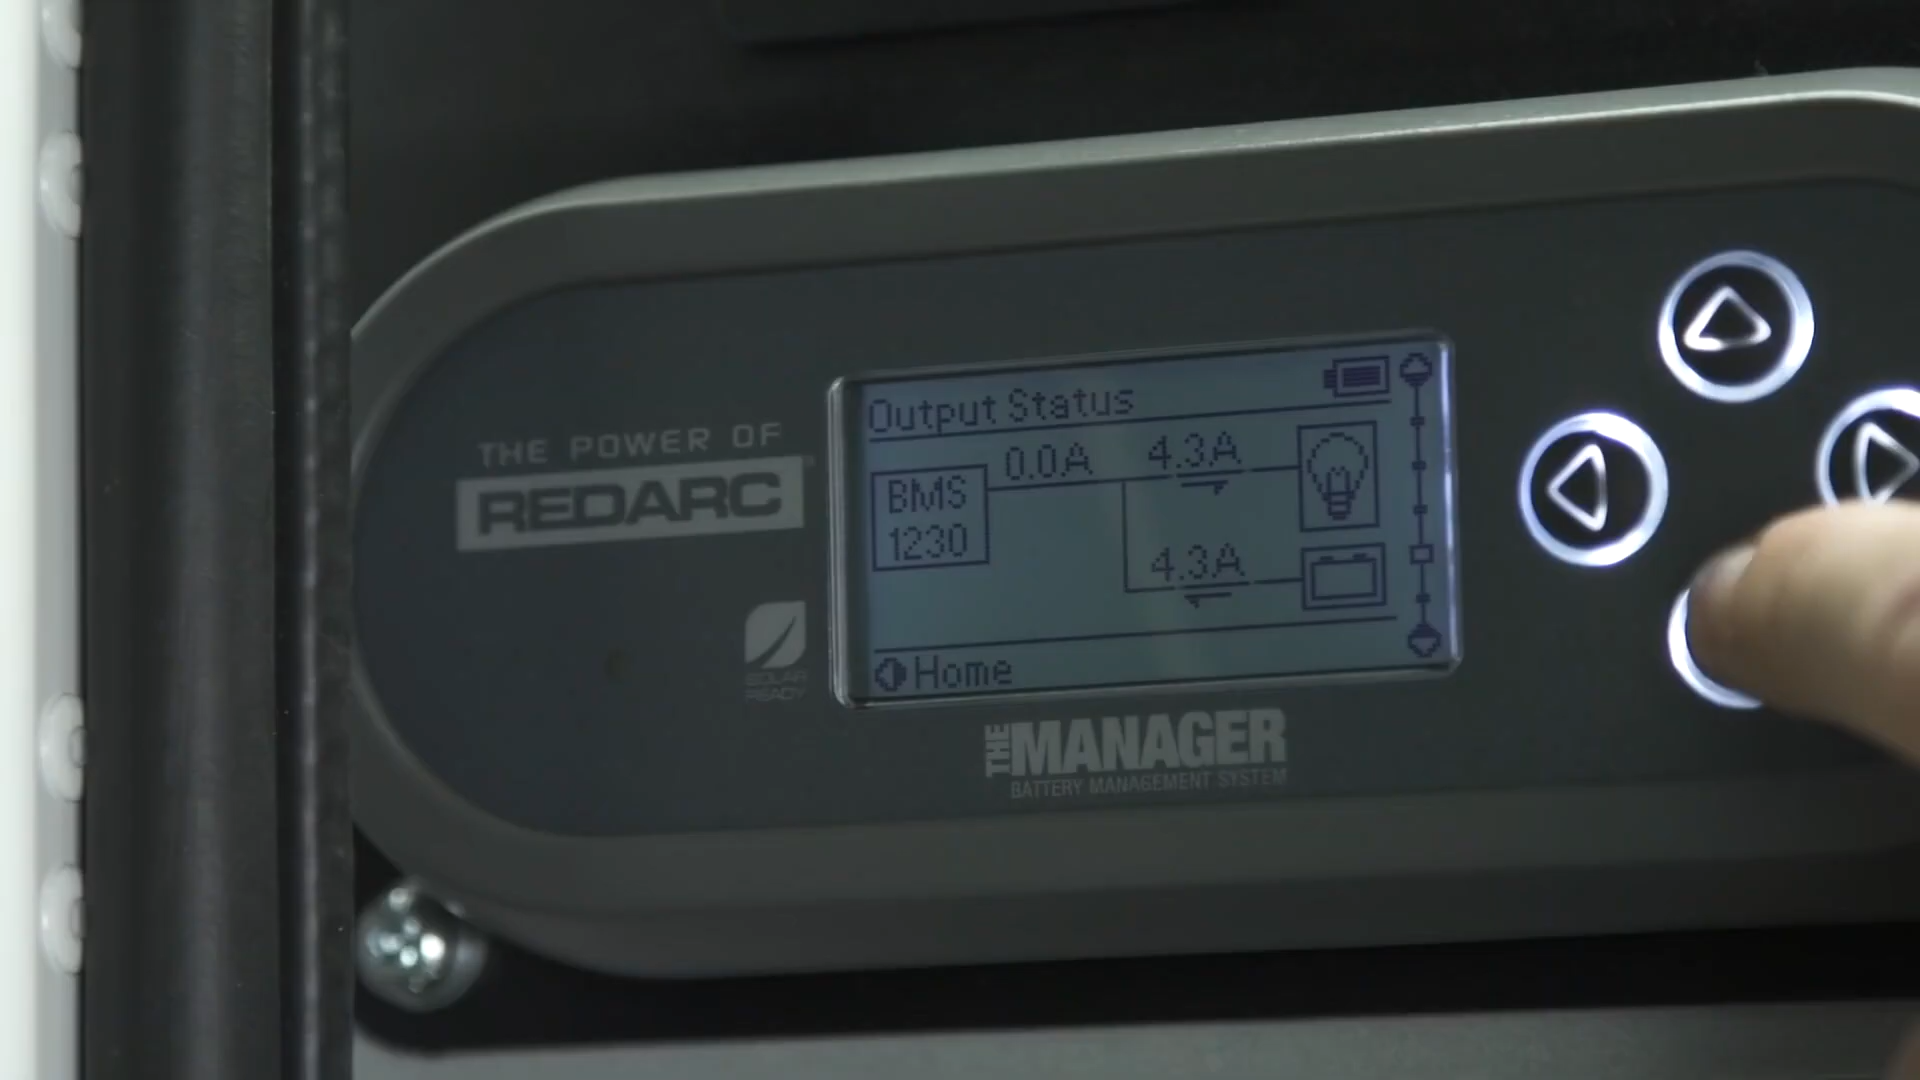 THE POWER OF
REDARC
SOLAR
READY
Output Status
0.0A
4.3A
BMS
1230
4.3A
Home
THE MANAGER
BATTERY MANAGEMENT SYSTEM